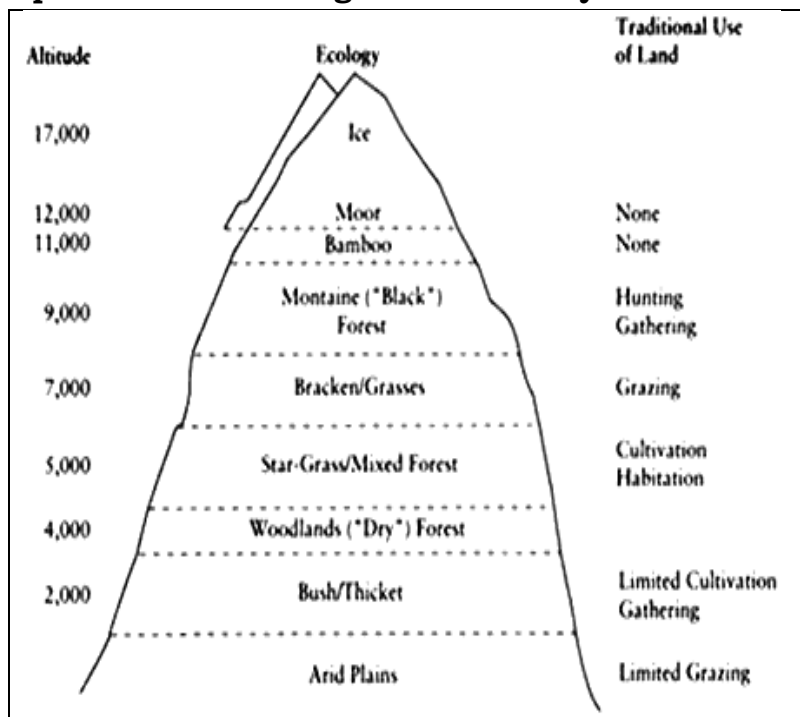 Traditional Use
Altitude Ecology of Land
17,000 Ice
12,000 Moor None
11,000 Bamboo None
Montaine ("Black") Hunting
9,000 Forest Gathering
7,000 Bracken/Grasses Grazing
Cultivation
5,000 Star-Grass/Mixed Forest Habitation
4,000 Woodlands ("Dry") Forest
2,000 Bush/Thicket Limited Cultivation
Gathering
Arid Plains Limited Grazing